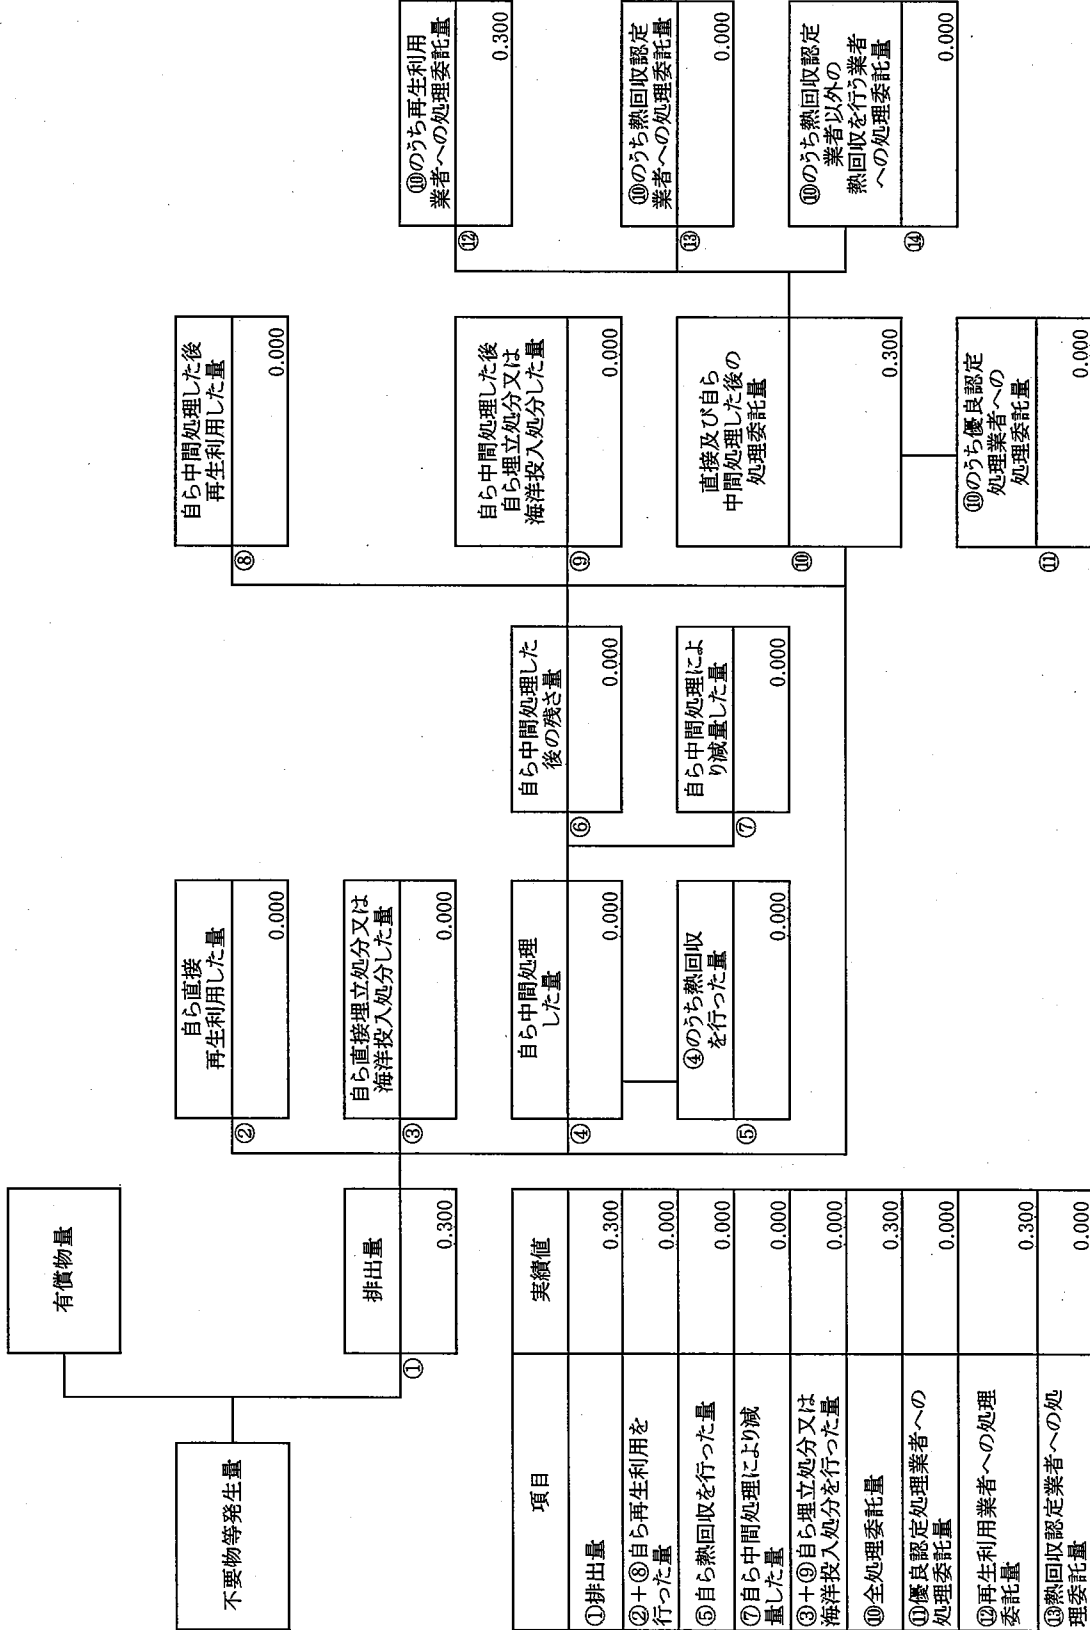 不要物等発生量
有償物量
排出量
①
0.300
自ら直接
再生利用した量
②
0.000
自ら直接埋立処分又は
海洋投入処分した量
③
0.000
自ら中間処理
した量
④
0.000
④のうち熱回収
を行った量
⑤
0.000
自ら中間処理した
後の残さ量
⑥
0.000
自ら中間処理によ
り減量した量
⑦
0.000
自ら中間処理した後
再生利用した量
⑧
0.000
自ら中間処理した後
自ら埋立処分又は
海洋投入処分した量
⑨
0.000
直接及び自ら
中間処理した後の
処理委託量
⑩
0.300
⑩のうち優良認定
処理業者への
処理委託量
⑪
0.000
⑩のうち再生利用
業者への処理委託量
⑫
0.300
⑩のうち熱回収認定
業者への処理委託量
⑬
0.000
⑩のうち熱回収認定
業者以外の
熱回収を行う業者
への処理委託量
⑭
0.000
項目 実績値
①排出量 0.300
②+⑧自ら再生利用を
行った量 0.000
⑤自ら熱回収を行った量 0.000
⑦自ら中間処理により減
量した量 0.000
③+⑨自ら埋立処分又は
海洋投入処分を行った量 0.000
⑩全処理委託量 0.300
⑪優良認定処理業者への
処理委託量 0.000
⑫再生利用業者への処理
委託量 0.300
⑬熱回収認定業者への処
理委託量 0.000